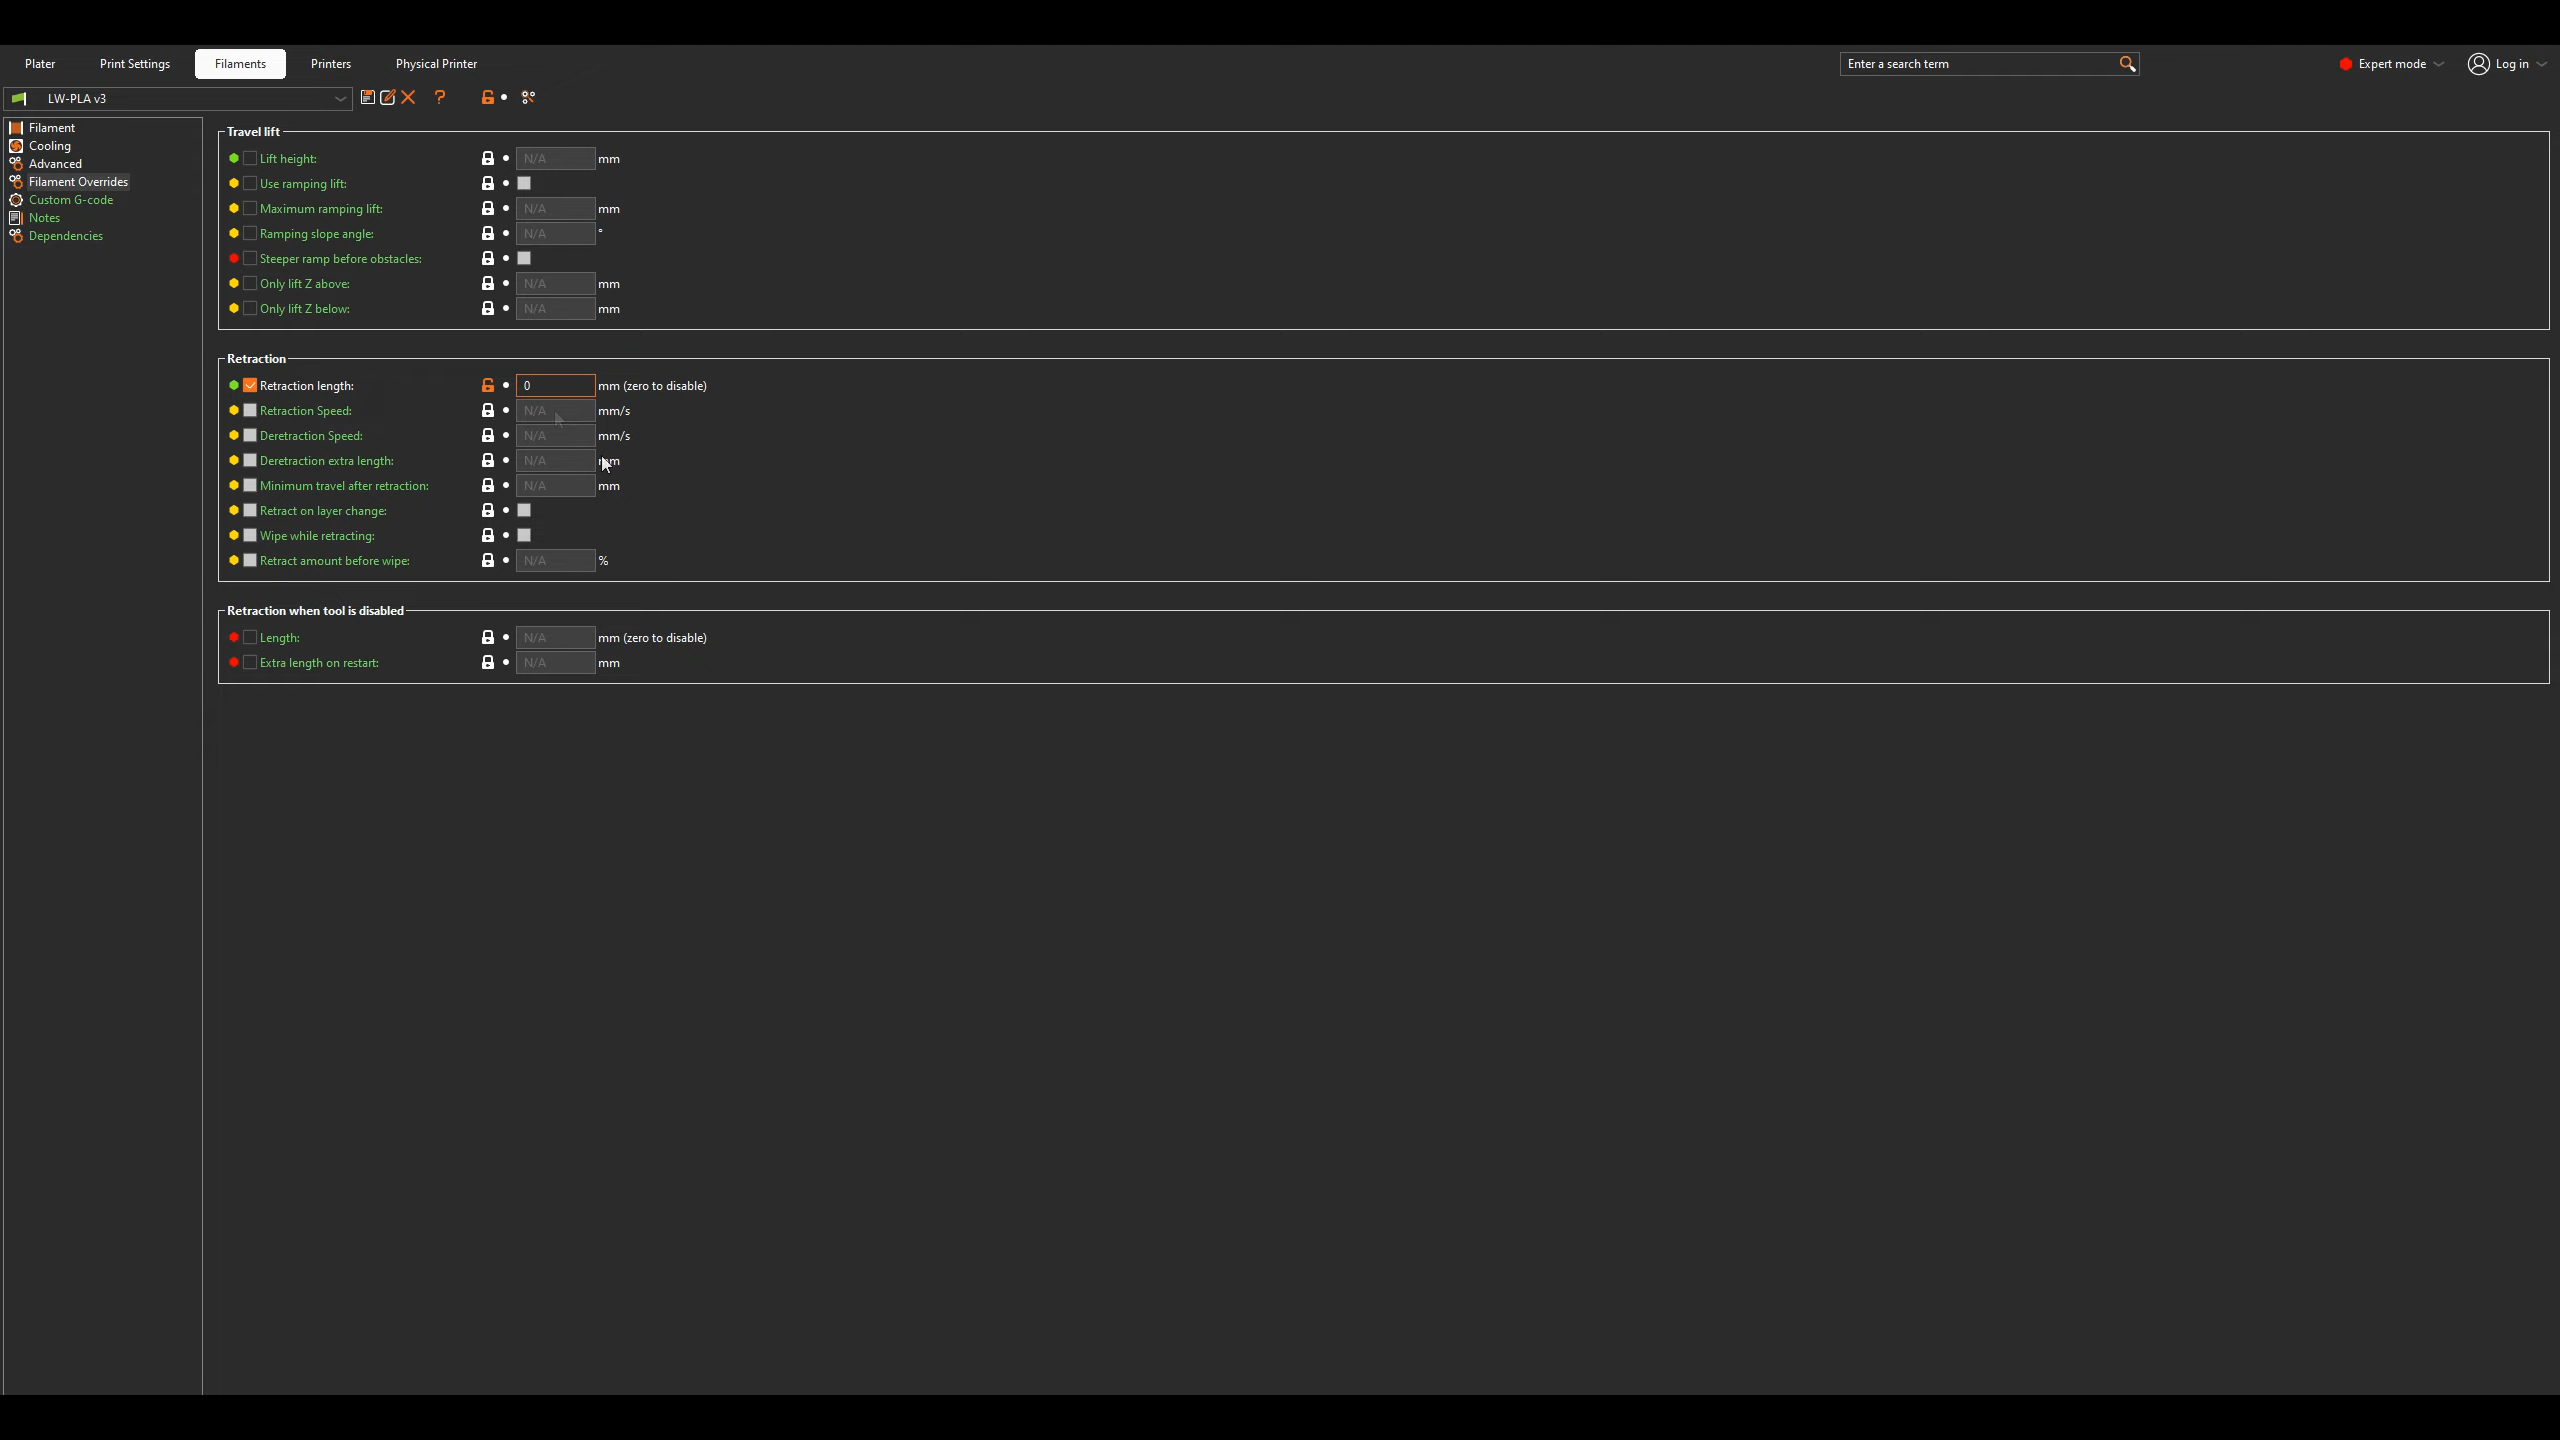 Plater Print Settings Filaments Printers Physical Printer Enter a search term Expert mode Log in
LW-PLA v3 ?
Filament
Cooling
Advanced
Filament Overrides
Custom G-code
Notes
Dependencies
Travel lift
Lift height: N/A mm
Use ramping lift:
Maximum ramping lift: N/A mm
Ramping slope angle: N/A °
Steeper ramp before obstacles:
Only lift Z above: N/A mm
Only lift Z below: N/A mm
Retraction
Retraction length: 0 mm (zero to disable)
Retraction Speed: N/A mm/s
Deretraction Speed: N/A mm/s
Deretraction extra length: N/A mm
Minimum travel after retraction: N/A mm
Retract on layer change:
Wipe while retracting:
Retract amount before wipe: N/A %
Retraction when tool is disabled
Length: N/A mm (zero to disable)
Extra length on restart: N/A mm